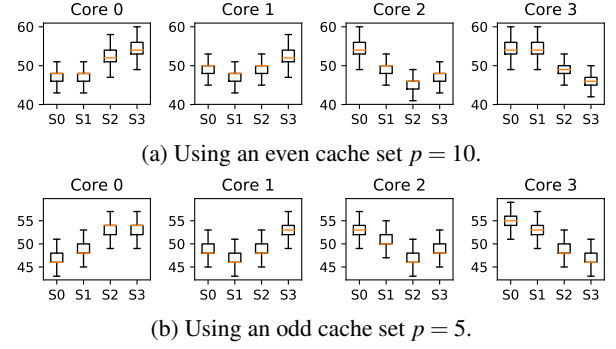 Core 0 Core 1 Core 2 Core 3
60 60 60 60
50 50 50 50
40 40 40 40
S0 S1 S2 S3 S0 S1 S2 S3 S0 S1 S2 S3 S0 S1 S2 S3
(a) Using an even cache set p = 10.
Core 0 Core 1 Core 2 Core 3
55 55 55 55
50 50 50 50
45 45 45 45
S0 S1 S2 S3 S0 S1 S2 S3 S0 S1 S2 S3 S0 S1 S2 S3
(b) Using an odd cache set p = 5.